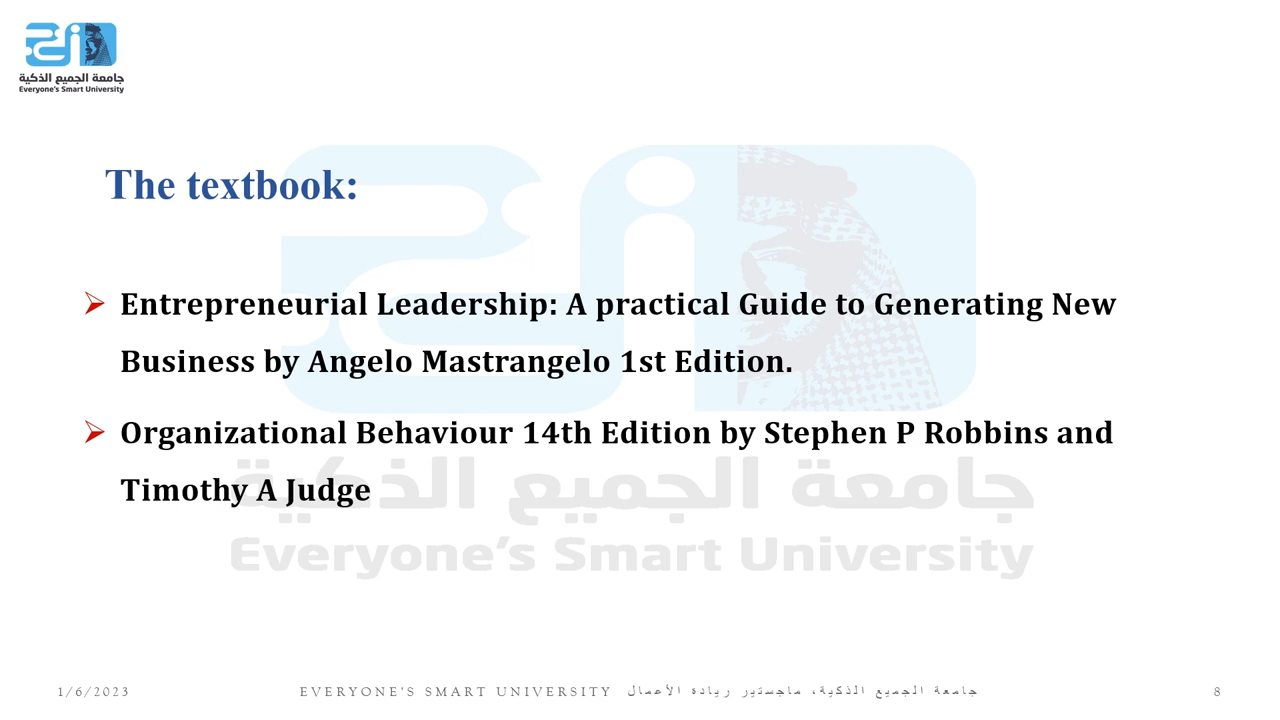 جامعة الجميع الذكية
Everyone's Smart University
The textbook:
➢ Entrepreneurial Leadership: A practical Guide to Generating New
Business by Angelo Mastrangelo 1st Edition.
➢ Organizational Behaviour 14th Edition by Stephen P Robbins and
Timothy A Judge
جامعة الجميع الذكية
Everyone's Smart University
1/6/2023
EVERYONE'S SMART UNIVERSITY جامعة الجميع الذكية، ماجستير ريادة الأعمال
8